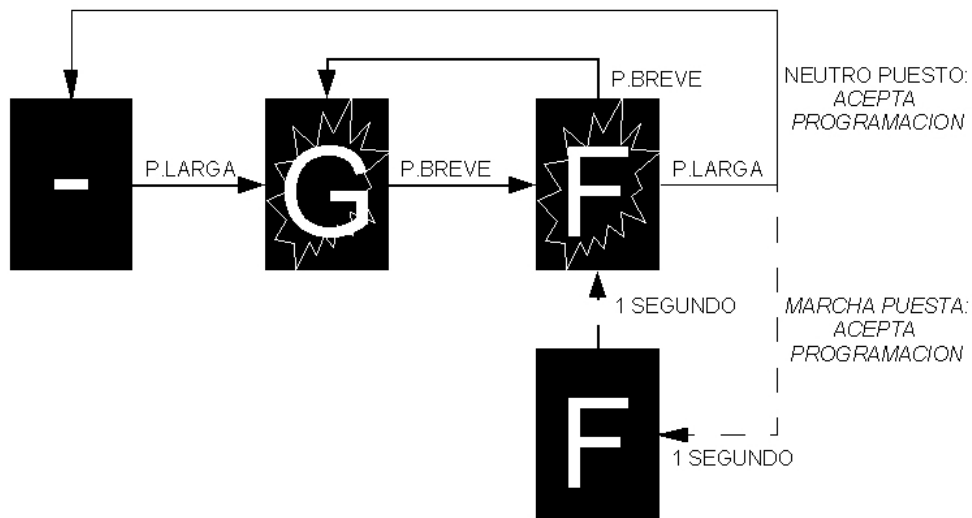 P.BREVE
NEUTRO PUESTO:
ACEPTA
PROGRAMACION
-
P.LARGA
G
P.BREVE
F
P.LARGA
1 SEGUNDO
MARCHA PUESTA:
ACEPTA
PROGRAMACION
F
1 SEGUNDO